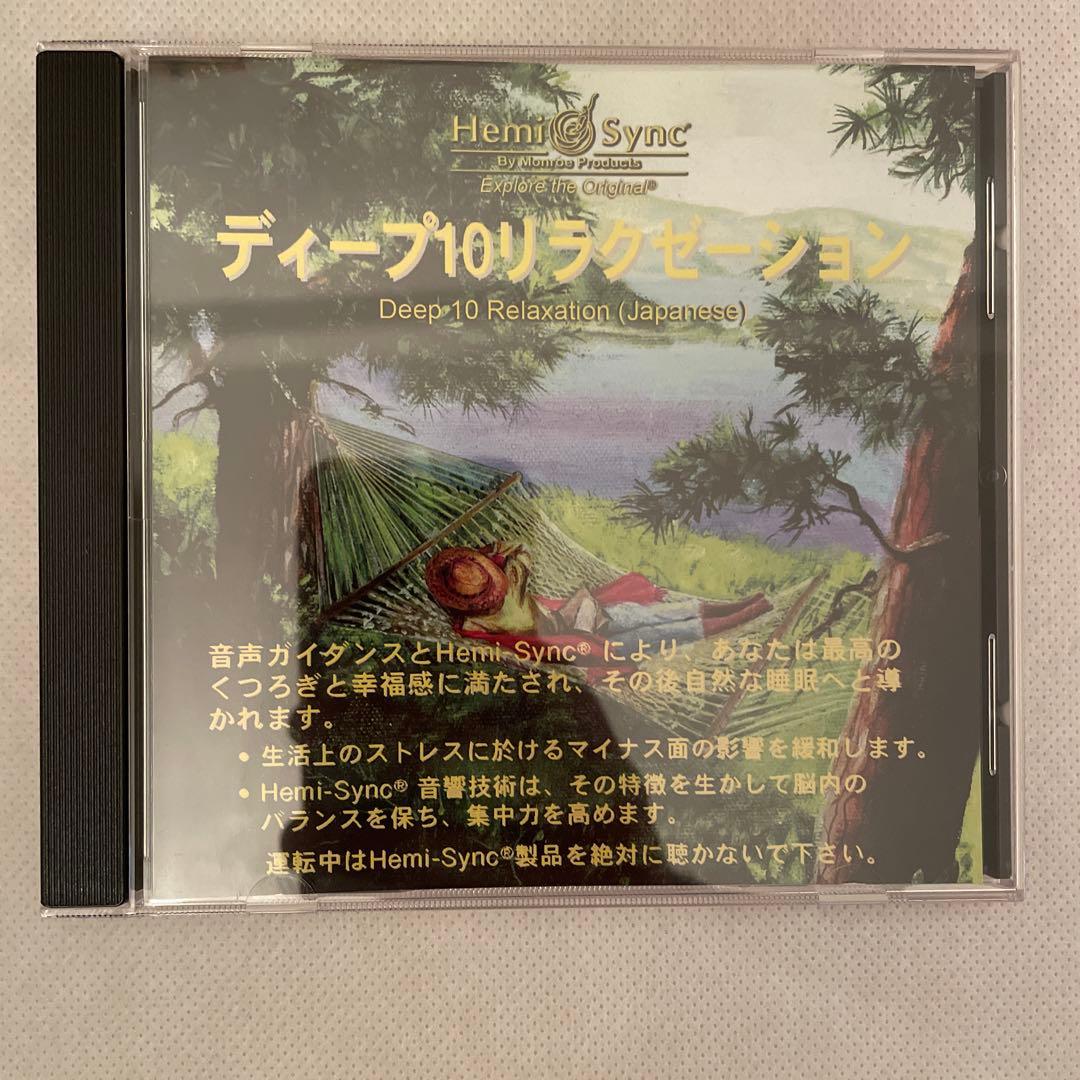 Hemi Sync®
By Monroe Products
Explore the Original®
ディープ10リラクゼーション
Deep 10 Relaxation (Japanese)
音声ガイダンスとHemi-Sync® により、あなたは最高の
くつろぎと幸福感に満たされ、その後自然な睡眠へと導
かれます。
• 生活上のストレスに於けるマイナス面の影響を緩和します。
• Hemi-Sync® 音響技術は、その特徴を生かして脳内の
バランスを保ち、集中力を高めます。
運転中はHemi-Sync®製品を絶対に聴かないで下さい。